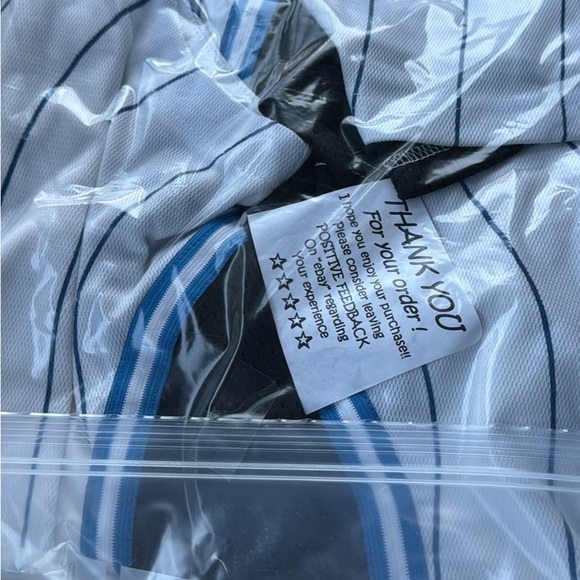 THANK YOU
For your order !
I hope you enjoy your purchase!!
Please consider leaving
POSITIVE FEEDBACK
On "ebay" regarding
Your experience